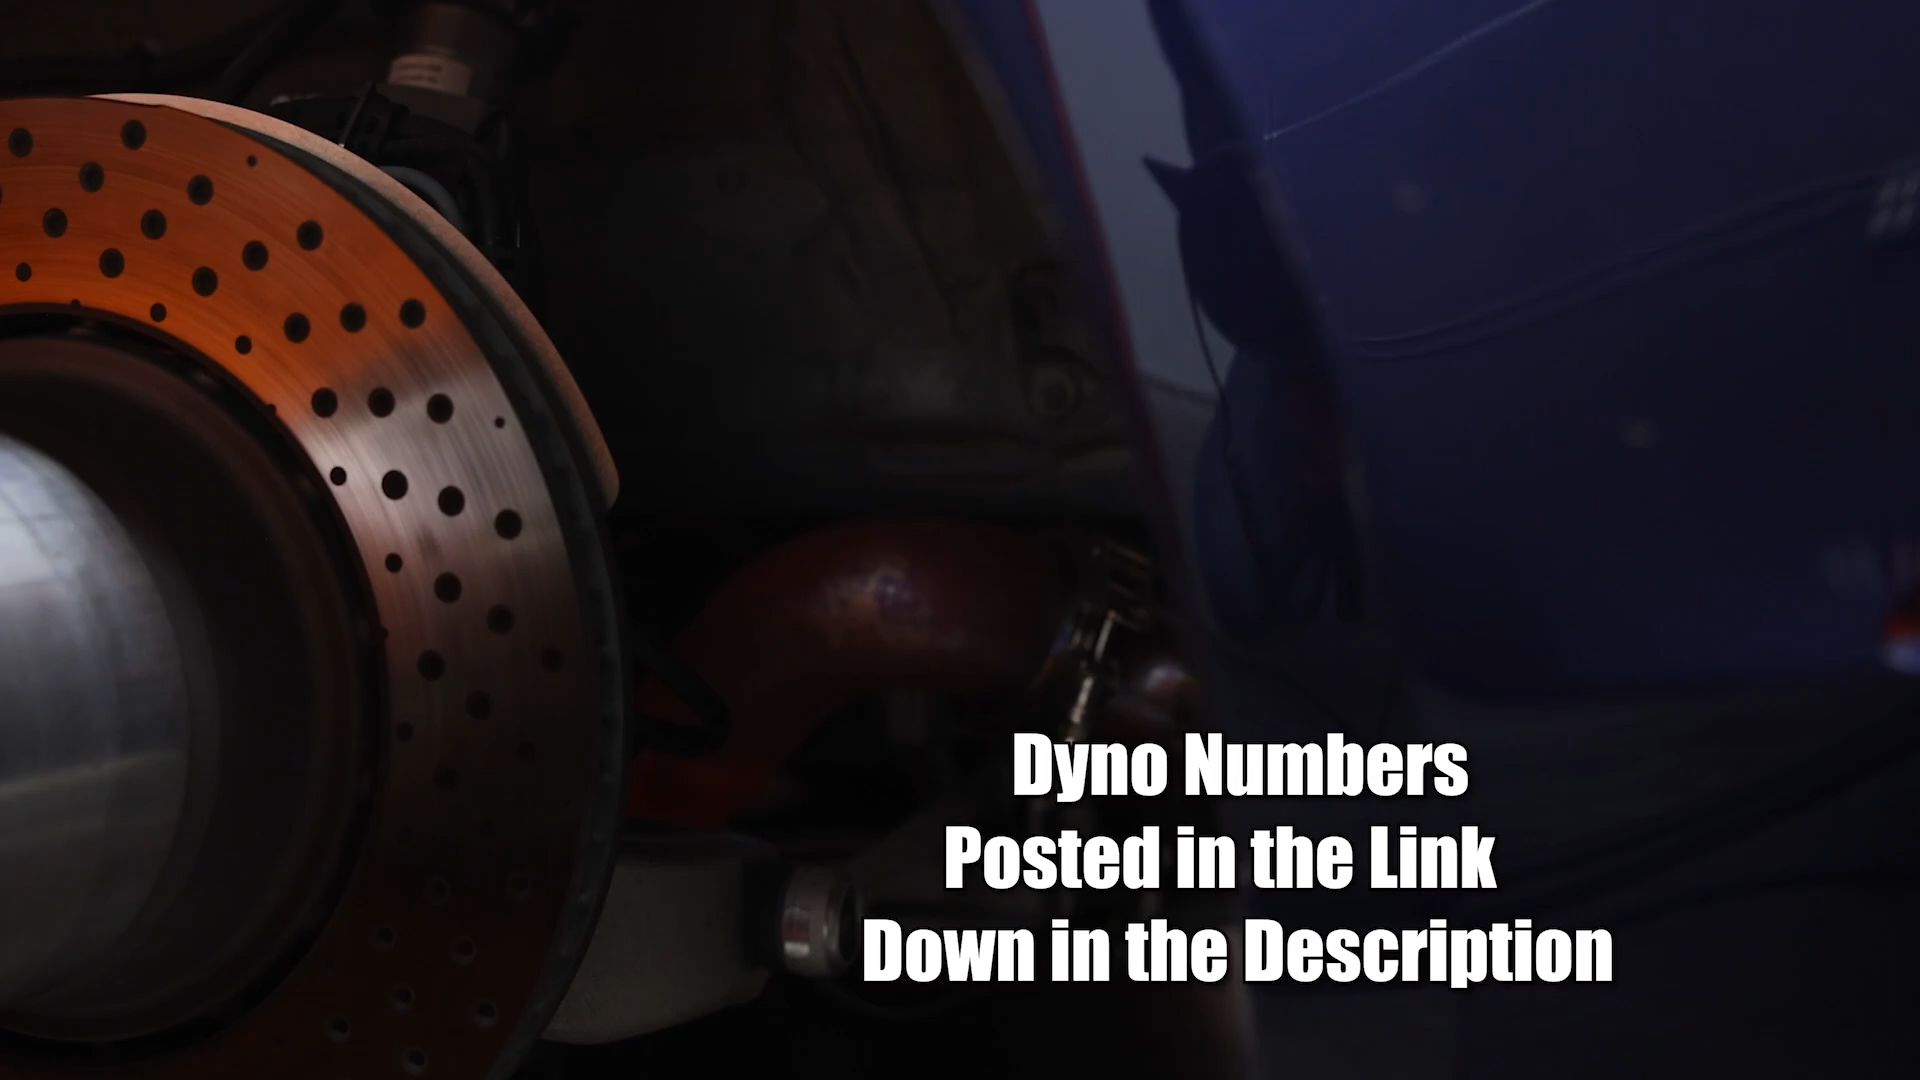 Dyno Numbers
Posted in the Link
Down in the Description